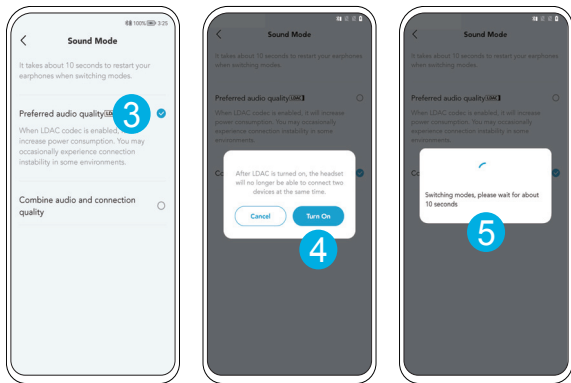 100% 3:25
Sound Mode
It takes about 10 seconds to restart your
earphones when switching modes.
Preferred audio quality
3
When LDAC codec is enabled,
increase power consumption. You may
occasionally experience connection
instability in some environments.
Combine audio and connection
quality
Sound Mode
It takes about 10 seconds to restart your earphones
when switching modes.
Preferred audio quality LDAC
When LDAC codec is enabled, it will increase
power consumption. You may occasionally
experience connection instability in some
environments.
Co
After LDAC is turned on, the headset
will no longer be able to connect two
devices at the same time.
Cancel
Turn On
4
Sound Mode
It takes about 10 seconds to restart your earphones
when switching modes.
Preferred audio quality LDAC
When LDAC codec is enabled, it will increase
power consumption. You may occasionally
experience connection instability in some
environments.
Switching modes, please wait for about
10 seconds
5